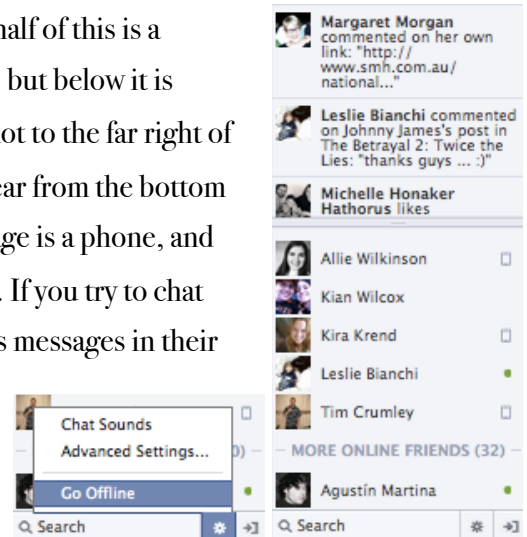 half of this is a
but below it is
not to the far right of
ear from the bottom
ge is a phone, and
. If you try to chat
s messages in their
Chat Sounds
Advanced Settings...
0)
Go Offline
Search
Margaret Morgan
commented on her own
link: "http://
www.smh.com.au/
national..."
Leslie Bianchi commented
on Johnny James's post in
The Betrayal 2: Twice the
Lies: "thanks guys ... :)"
Michelle Honaker
Hathorus likes
Allie Wilkinson
Kian Wilcox
Kira Krend
Leslie Bianchi
Tim Crumley
MORE ONLINE FRIENDS (32)
Agustín Martina
Search